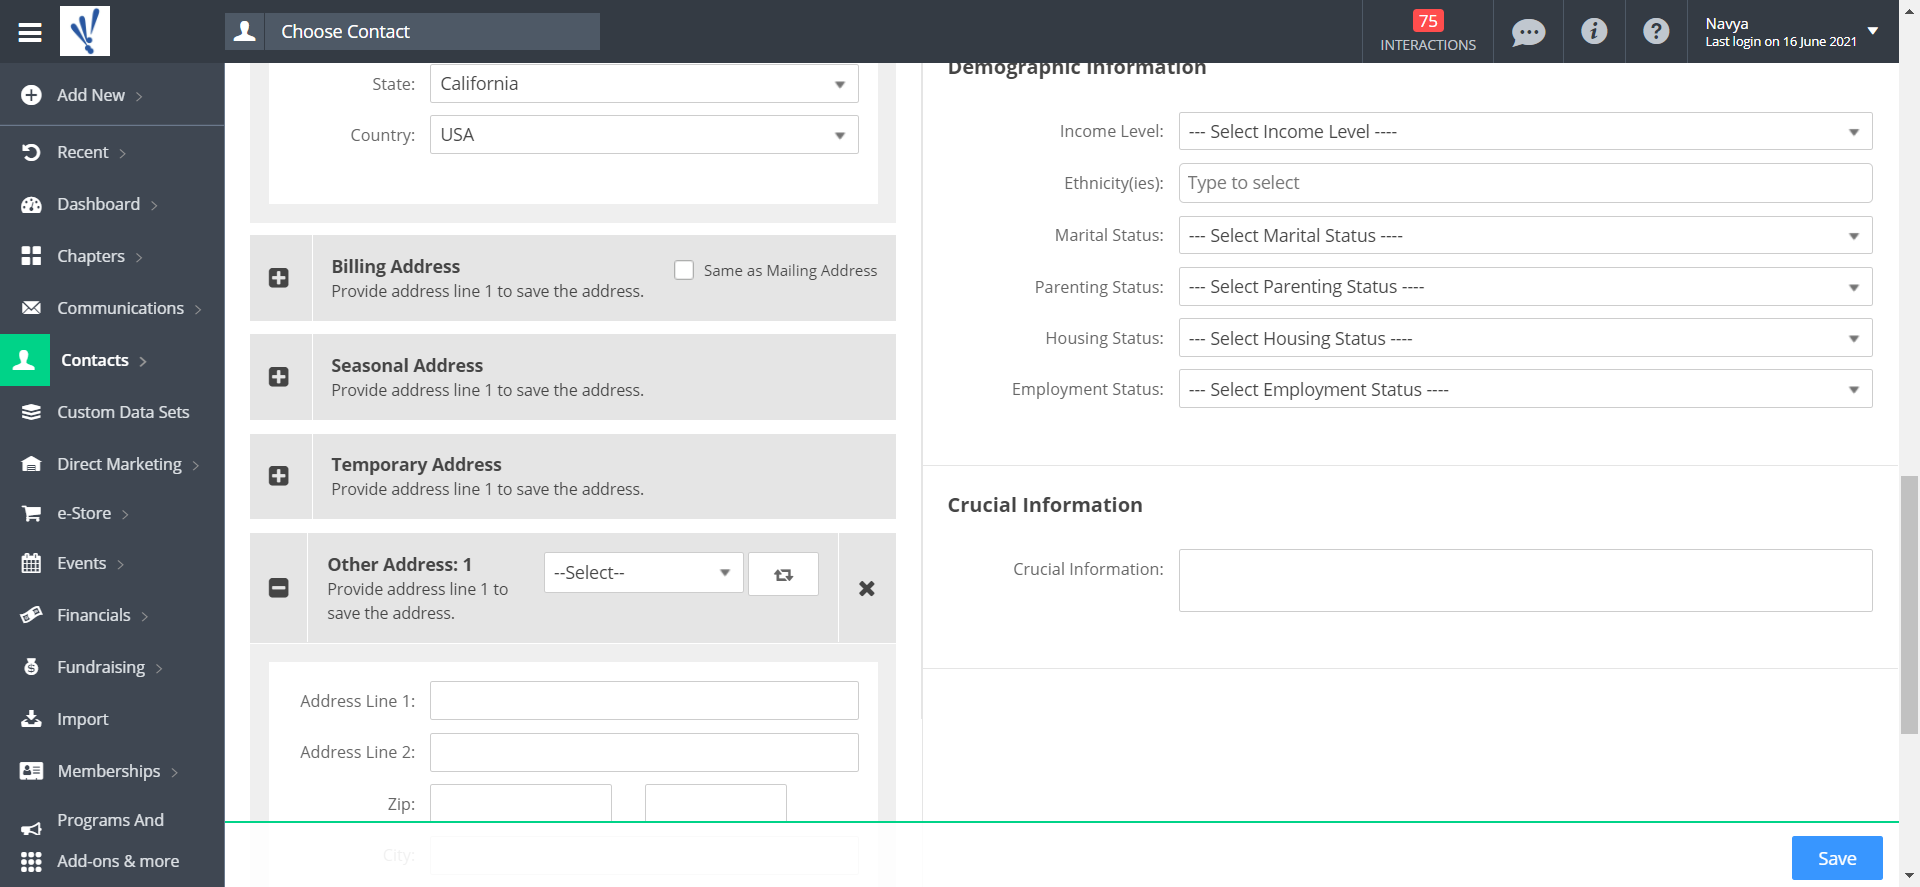 Choose Contact
75
INTERACTIONS
Navya
Last login on 16 June 2021
Add New
Recent
Dashboard
Chapters
Communications
Contacts
Custom Data Sets
Direct Marketing
e-Store
Events
Financials
Fundraising
Import
Memberships
Programs And
Add-ons & more
State:
California
Country:
USA
Billing Address
Provide address line 1 to save the address.
Same as Mailing Address
Seasonal Address
Provide address line 1 to save the address.
Temporary Address
Provide address line 1 to save the address.
Other Address: 1
Provide address line 1 to
save the address.
--Select--
Address Line 1:
Address Line 2:
Zip:
City:
Demographic Information
Income Level:
--- Select Income Level ----
Ethnicity(ies):
Type to select
Marital Status:
--- Select Marital Status ----
Parenting Status:
--- Select Parenting Status ----
Housing Status:
--- Select Housing Status ----
Employment Status:
--- Select Employment Status ----
Crucial Information
Crucial Information:
Save